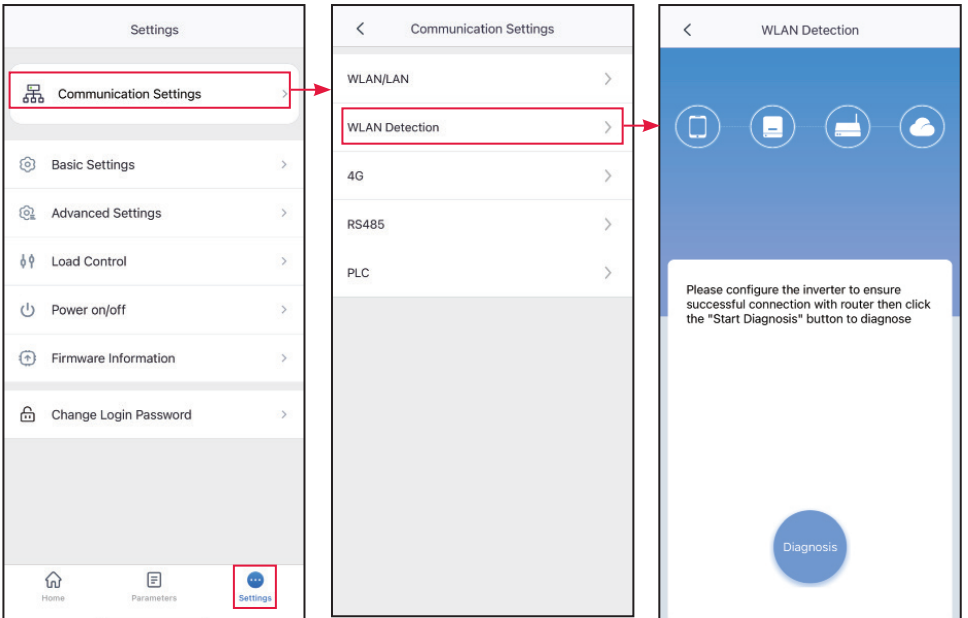 Settings
Communication Settings
Basic Settings
Advanced Settings
Load Control
Power on/off
Firmware Information
Change Login Password
Home
Parameters
Settings
Communication Settings
WLAN/LAN
WLAN Detection
4G
RS485
PLC
WLAN Detection
Please configure the inverter to ensure
successful connection with router then click
the "Start Diagnosis" button to diagnose
Diagnosis